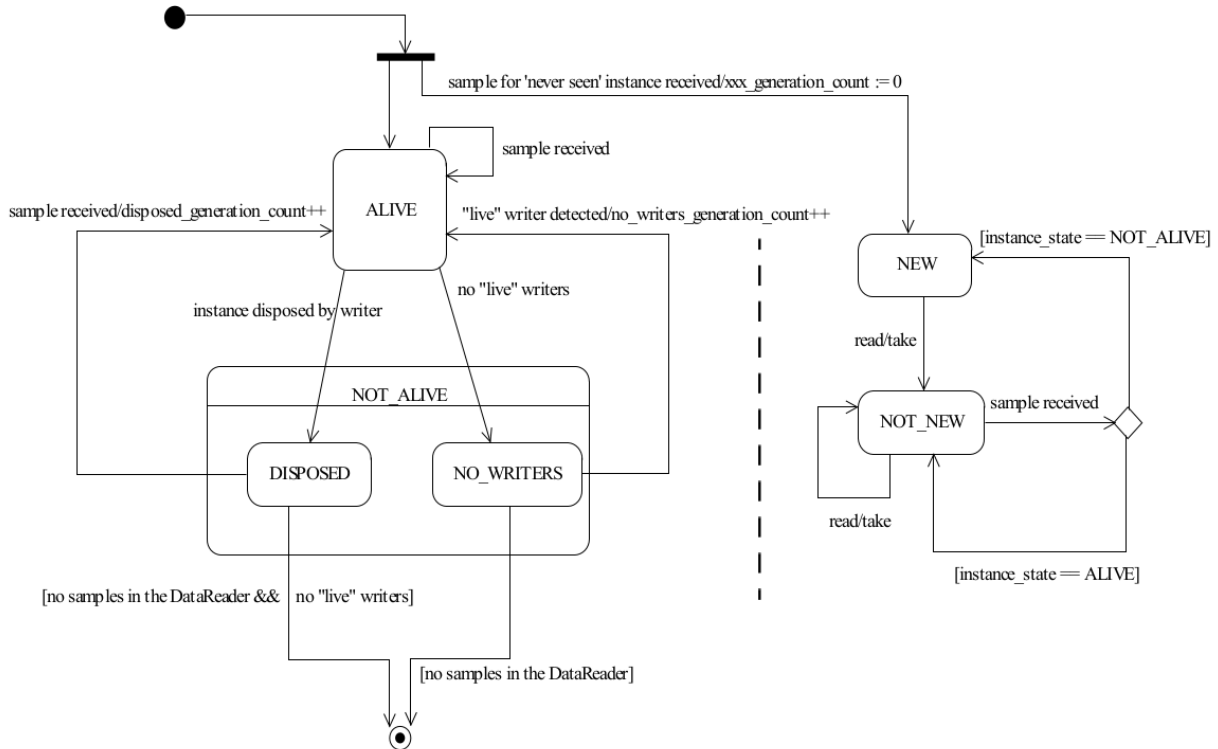 sample for 'never seen' instance received/xxx_generation_count := 0
sample received
sample received/disposed_generation_count++
ALIVE
"live" writer detected/no_writers_generation_count++
[instance_state == NOT_ALIVE]
NEW
no "live" writers
instance disposed by writer
read/take
NOT_ALIVE
sample received
NOT_NEW
DISPOSED
NO_WRITERS
read/take
[instance_state == ALIVE]
[no samples in the DataReader && no "live" writers]
[no samples in the DataReader]